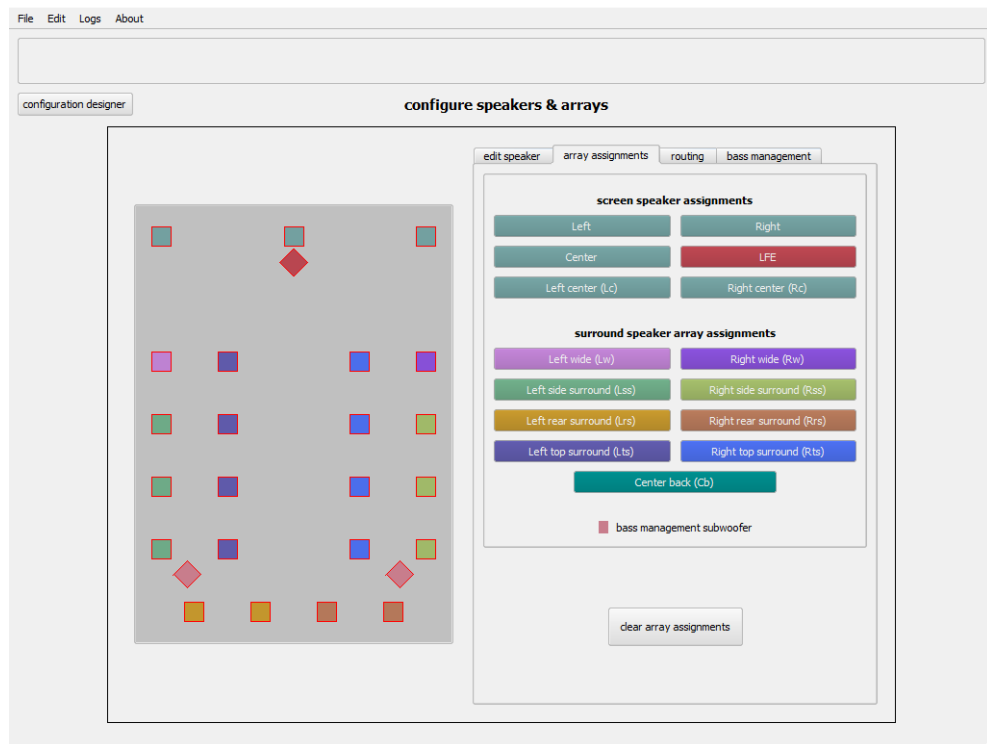 File Edit Logs About
configuration designer
configure speakers & arrays
edit speaker array assignments routing bass management
screen speaker assignments
Left Right
Center LFE
Left center (Lc) Right center (Rc)
surround speaker array assignments
Left wide (Lw) Right wide (Rw)
Left side surround (Lss) Right side surround (Rss)
Left rear surround (Lrs) Right rear surround (Rrs)
Left top surround (Lts) Right top surround (Rts)
Center back (Cb)
bass management subwoofer
clear array assignments